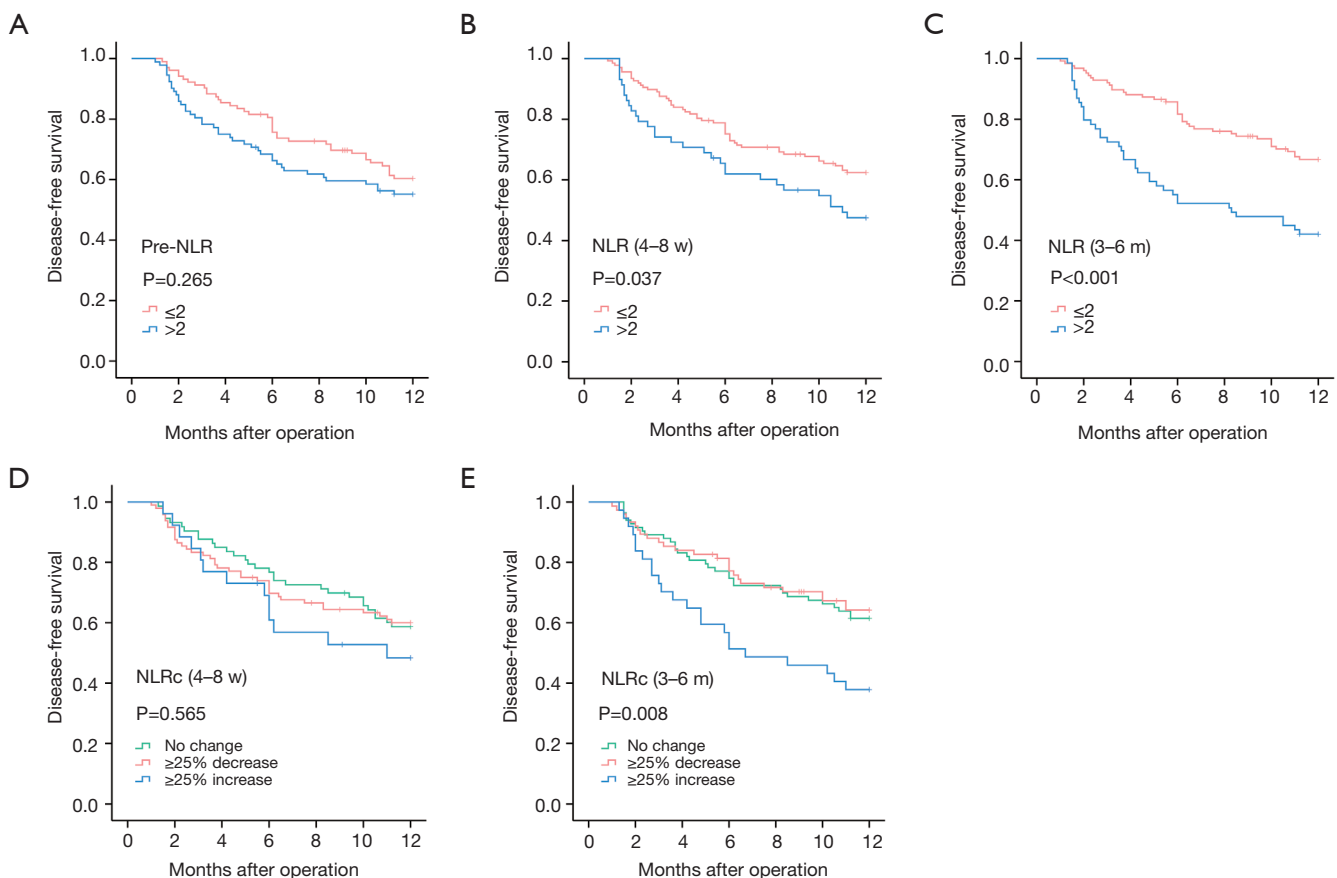 A
Disease-free survival
1.0
0.8
0.6
0.4
0.2
0.0
Pre-NLR
P=0.265
≤2
>2
0 2 4 6 8 10 12
Months after operation
B
Disease-free survival
1.0
0.8
0.6
0.4
0.2
0.0
NLR (4–8 w)
P=0.037
≤2
>2
0 2 4 6 8 10 12
Months after operation
C
Disease-free survival
1.0
0.8
0.6
0.4
0.2
0.0
NLR (3–6 m)
P<0.001
≤2
>2
0 2 4 6 8 10 12
Months after operation
D
Disease-free survival
1.0
0.8
0.6
0.4
0.2
0.0
NLRc (4–8 w)
P=0.565
No change
≥25% decrease
≥25% increase
0 2 4 6 8 10 12
Months after operation
E
Disease-free survival
1.0
0.8
0.6
0.4
0.2
0.0
NLRc (3–6 m)
P=0.008
No change
≥25% decrease
≥25% increase
0 2 4 6 8 10 12
Months after operation